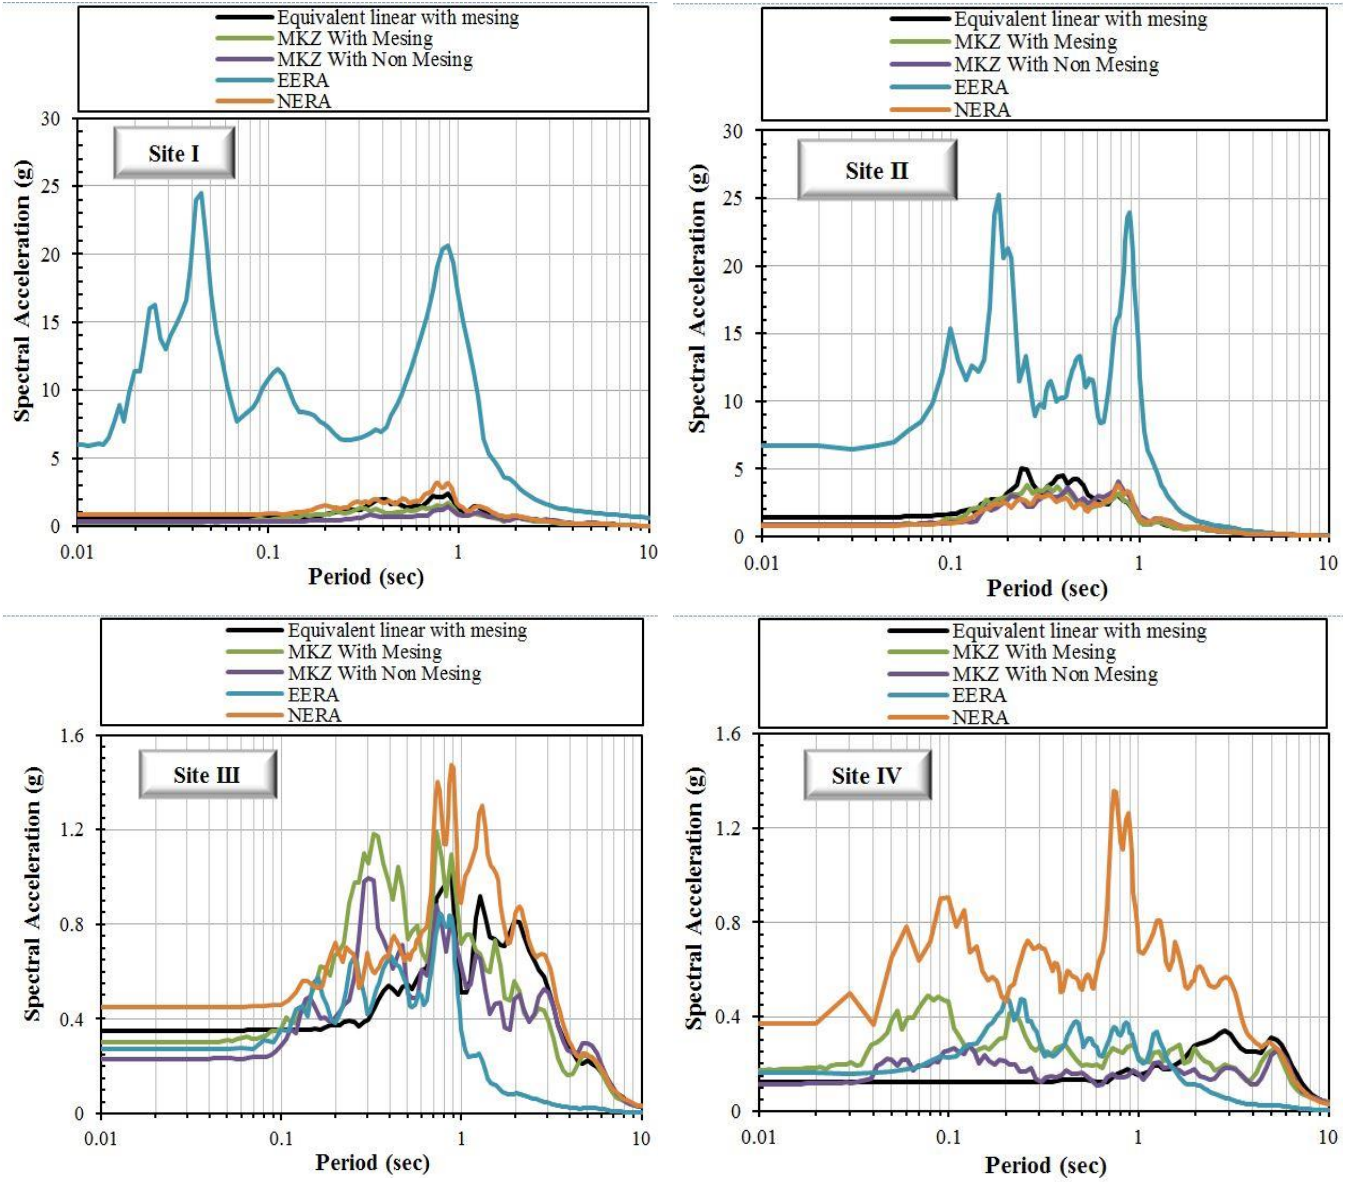 Equivalent linear with mesing
MKZ With Mesing
MKZ With Non Mesing
EERA
NERA
Site I
Spectral Acceleration (g)
30
25
20
15
10
5
0
0.01 0.1 1 10
Period (sec)
Equivalent linear with mesing
MKZ With Mesing
MKZ With Non Mesing
EERA
NERA
Site II
Spectral Acceleration (g)
30
25
20
15
10
5
0
0.01 0.1 1 10
Period (sec)
Equivalent linear with mesing
MKZ With Mesing
MKZ With Non Mesing
EERA
NERA
Site III
Spectral Acceleration (g)
1.6
1.2
0.8
0.4
0
0.01 0.1 1 10
Period (sec)
Equivalent linear with mesing
MKZ With Mesing
MKZ With Non Mesing
EERA
NERA
Site IV
Spectral Acceleration (g)
1.6
1.2
0.8
0.4
0
0.01 0.1 1 10
Period (sec)